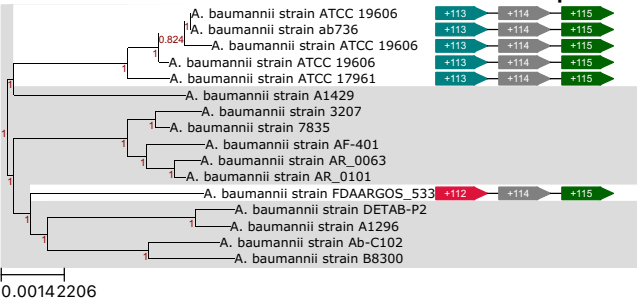 A. baumannii strain ATCC 19606 +113 +114 +115
A. baumannii strain ab736 +113 +114 +115
0.824
1
A. baumannii strain ATCC 19606 +113 +114 +115
1
A. baumannii strain ATCC 19606 +113 +114 +115
1
A. baumannii strain ATCC 17961 +113 +114 +115
1
A. baumannii strain A1429
A. baumannii strain 3207
1
A. baumannii strain 7835
1
1
A. baumannii strain AF-401
1
A. baumannii strain AR_0063
1
1
A. baumannii strain AR_0101
A. baumannii strain FDAARGOS_533 +112 +114 +115
A. baumannii strain DETAB-P2
1
1
A. baumannii strain A1296
1
A. baumannii strain Ab-C102
1
A. baumannii strain B8300
0.00142206